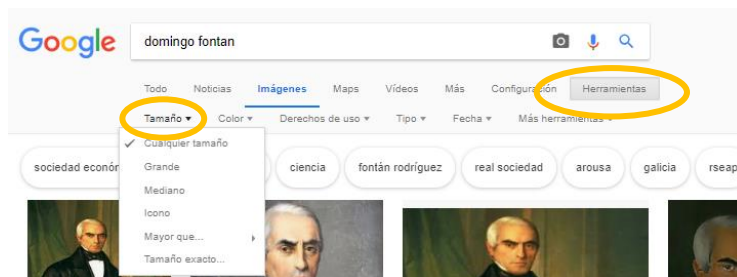 Google domingo fontan
Todo Noticias Imágenes Maps Vídeos Más Configuración Herramientas
Tamaño Color Derechos de uso Tipo Fecha Más herramientas
Cualquier tamaño
sociedad económ ciencia fontán rodríguez real sociedad arousa galicia rseap
Grande
Mediano
Icono
Mayor que...
Tamaño exacto...